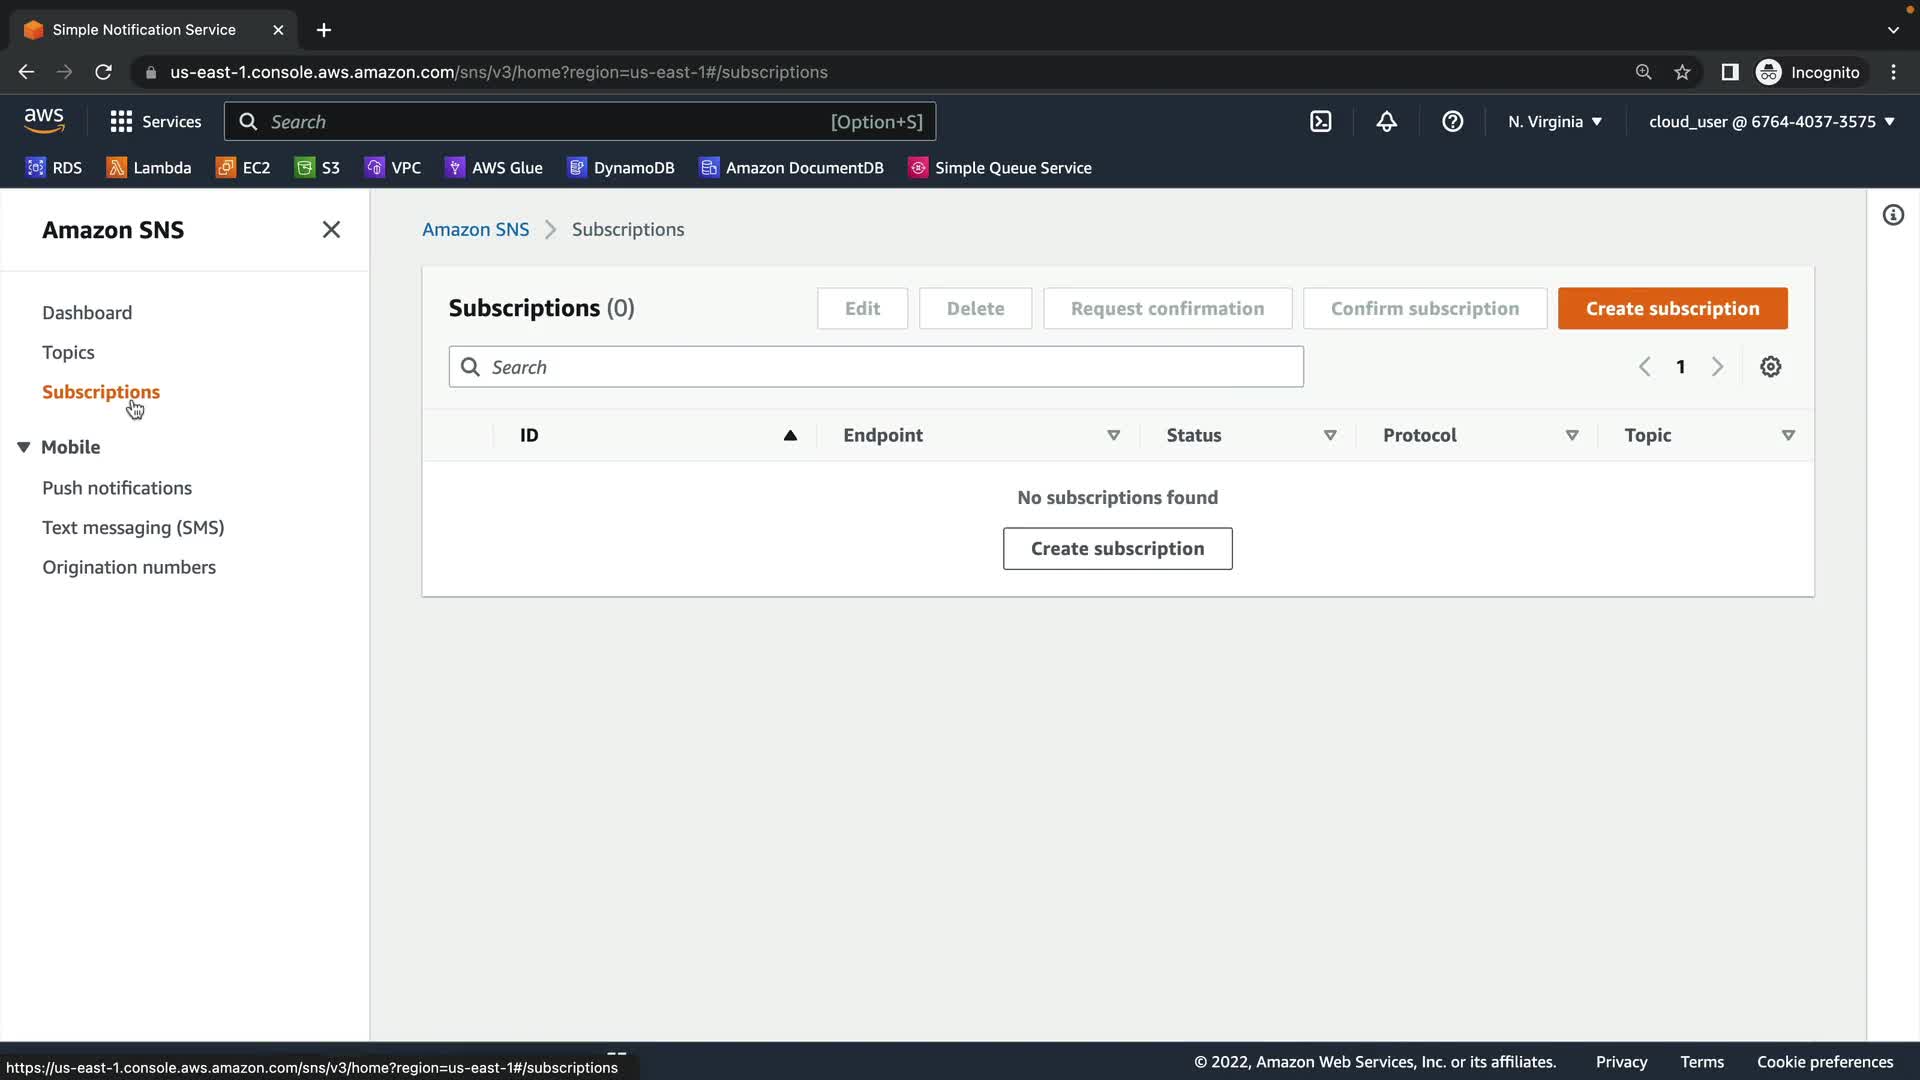 Simple Notification Service
us-east-1.console.aws.amazon.com/sns/v3/home?region=us-east-1#/subscriptions
Incognito
aws
Services
Search
[Option+S]
N. Virginia
cloud_user @ 6764-4037-3575
RDS
Lambda
EC2
S3
VPC
AWS Glue
DynamoDB
Amazon DocumentDB
Simple Queue Service
Amazon SNS
Dashboard
Topics
Subscriptions
Mobile
Push notifications
Text messaging (SMS)
Origination numbers
Amazon SNS
Subscriptions
Subscriptions (0)
Edit
Delete
Request confirmation
Confirm subscription
Create subscription
Search
1
ID
Endpoint
Status
Protocol
Topic
No subscriptions found
Create subscription
https://us-east-1.console.aws.amazon.com/sns/v3/home?region=us-east-1#/subscriptions
© 2022, Amazon Web Services, Inc. or its affiliates.
Privacy
Terms
Cookie preferences